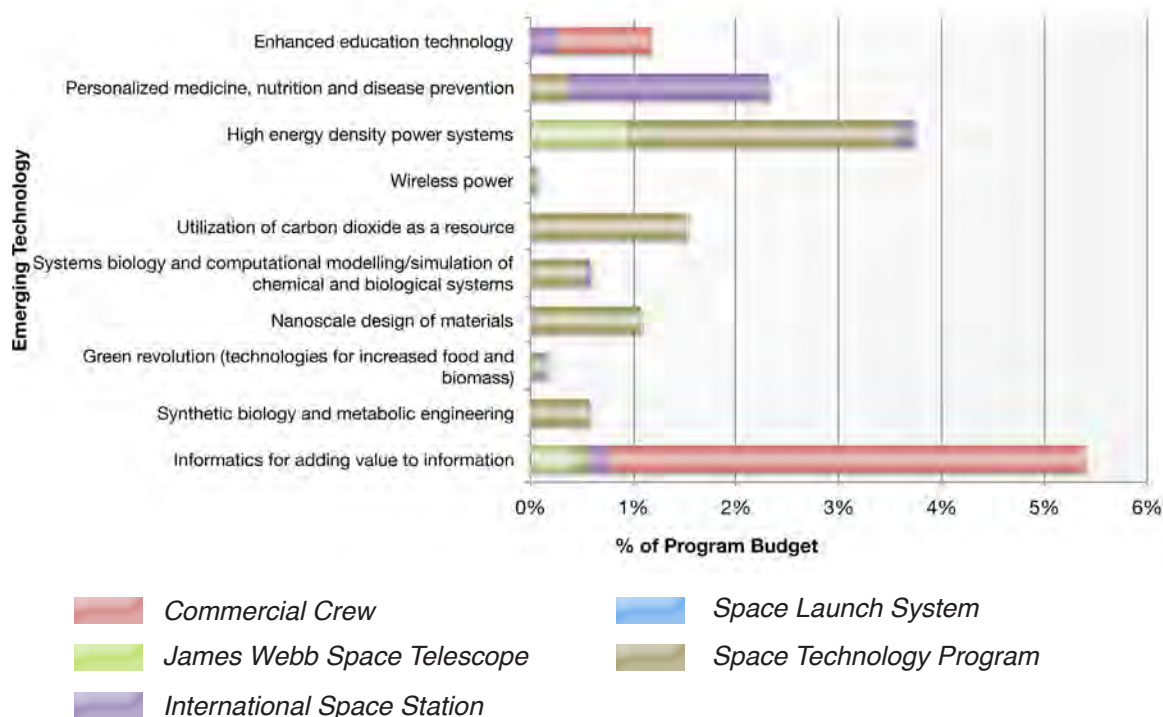 Enhanced education technology
Personalized medicine, nutrition and disease prevention
High energy density power systems
Wireless power
Utilization of carbon dioxide as a resource
Systems biology and computational modelling/simulation of
chemical and biological systems
Nanoscale design of materials
Green revolution (technologies for increased food and
biomass)
Synthetic biology and metabolic engineering
Informatics for adding value to information
Emerging Technology
0% 1% 2% 3% 4% 5% 6%
% of Program Budget
Commercial Crew
James Webb Space Telescope
International Space Station
Space Launch System
Space Technology Program